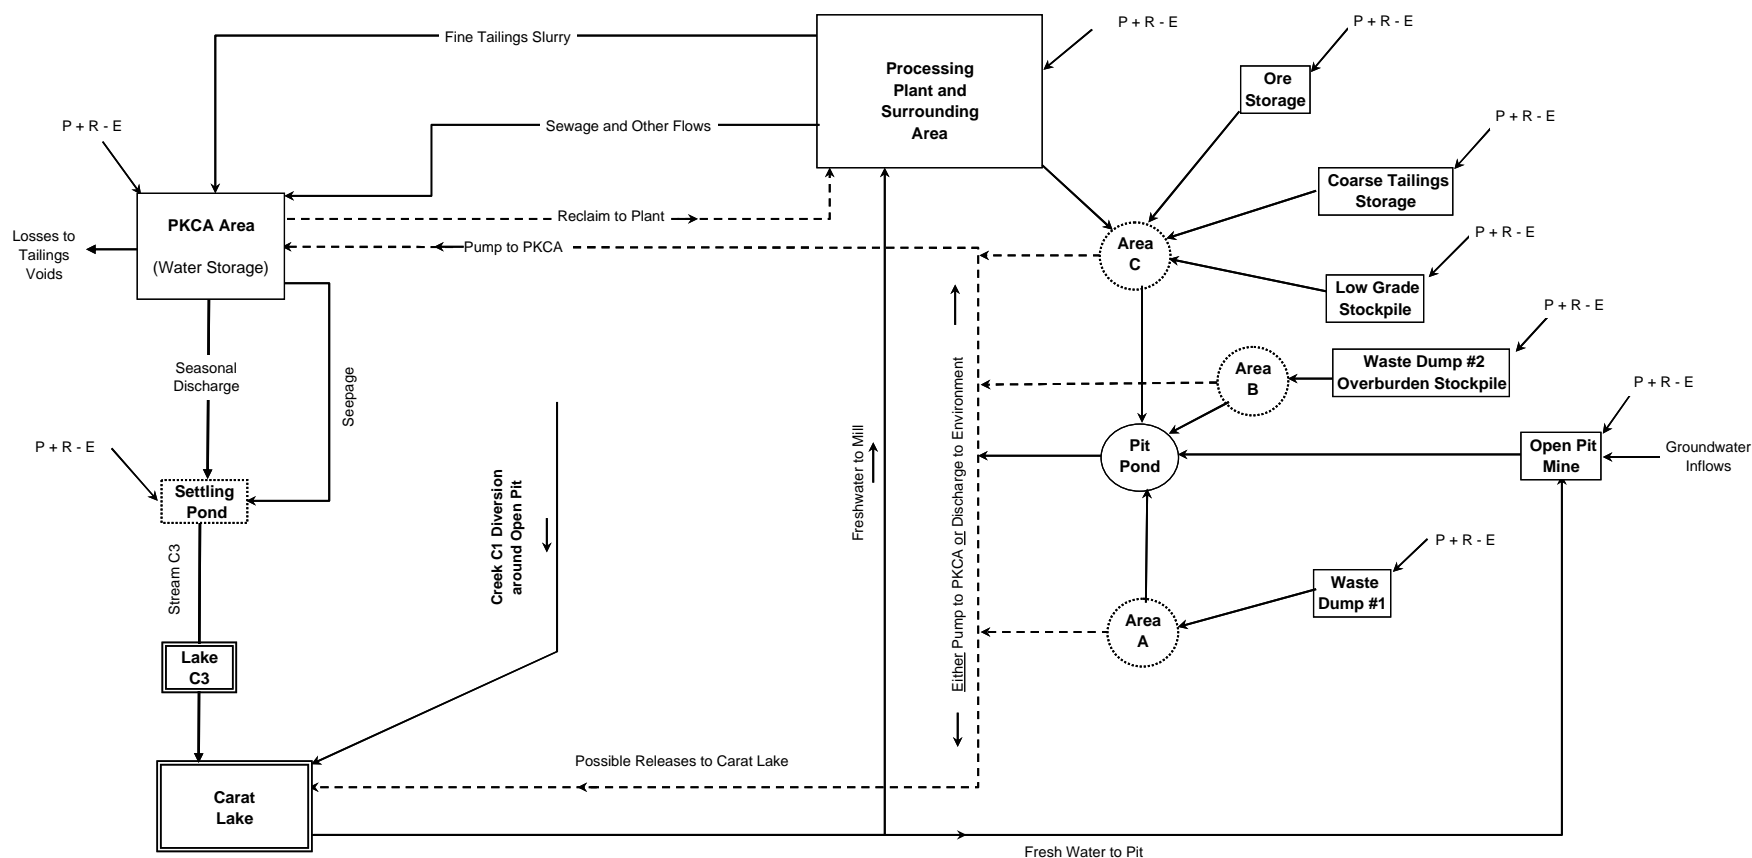 P + R - E
P + R - E
Fine Tailings Slurry
Processing
Plant and
Surrounding
Area
Ore
Storage
P + R - E
Sewage and Other Flows
P + R - E
Coarse Tailings
Storage
PKCA Area
(Water Storage)
Reclaim to Plant
Pump to PKCA
Losses to
Tailings
Voids
Area
C
P + R - E
Low Grade
Stockpile
P + R - E
Seasonal
Discharge
Seepage
Area
B
Waste Dump #2
Overburden Stockpile
P + R - E
P + R - E
Pit
Pond
Open Pit
Mine
Groundwater
Inflows
Settling
Pond
Creek C1 Diversion
around Open Pit
Freshwater to Mill
Either Pump to PKCA or Discharge to Environment
Stream C3
P + R - E
Waste
Dump #1
Area
A
Lake
C3
Possible Releases to Carat Lake
Carat
Lake
Fresh Water to Pit